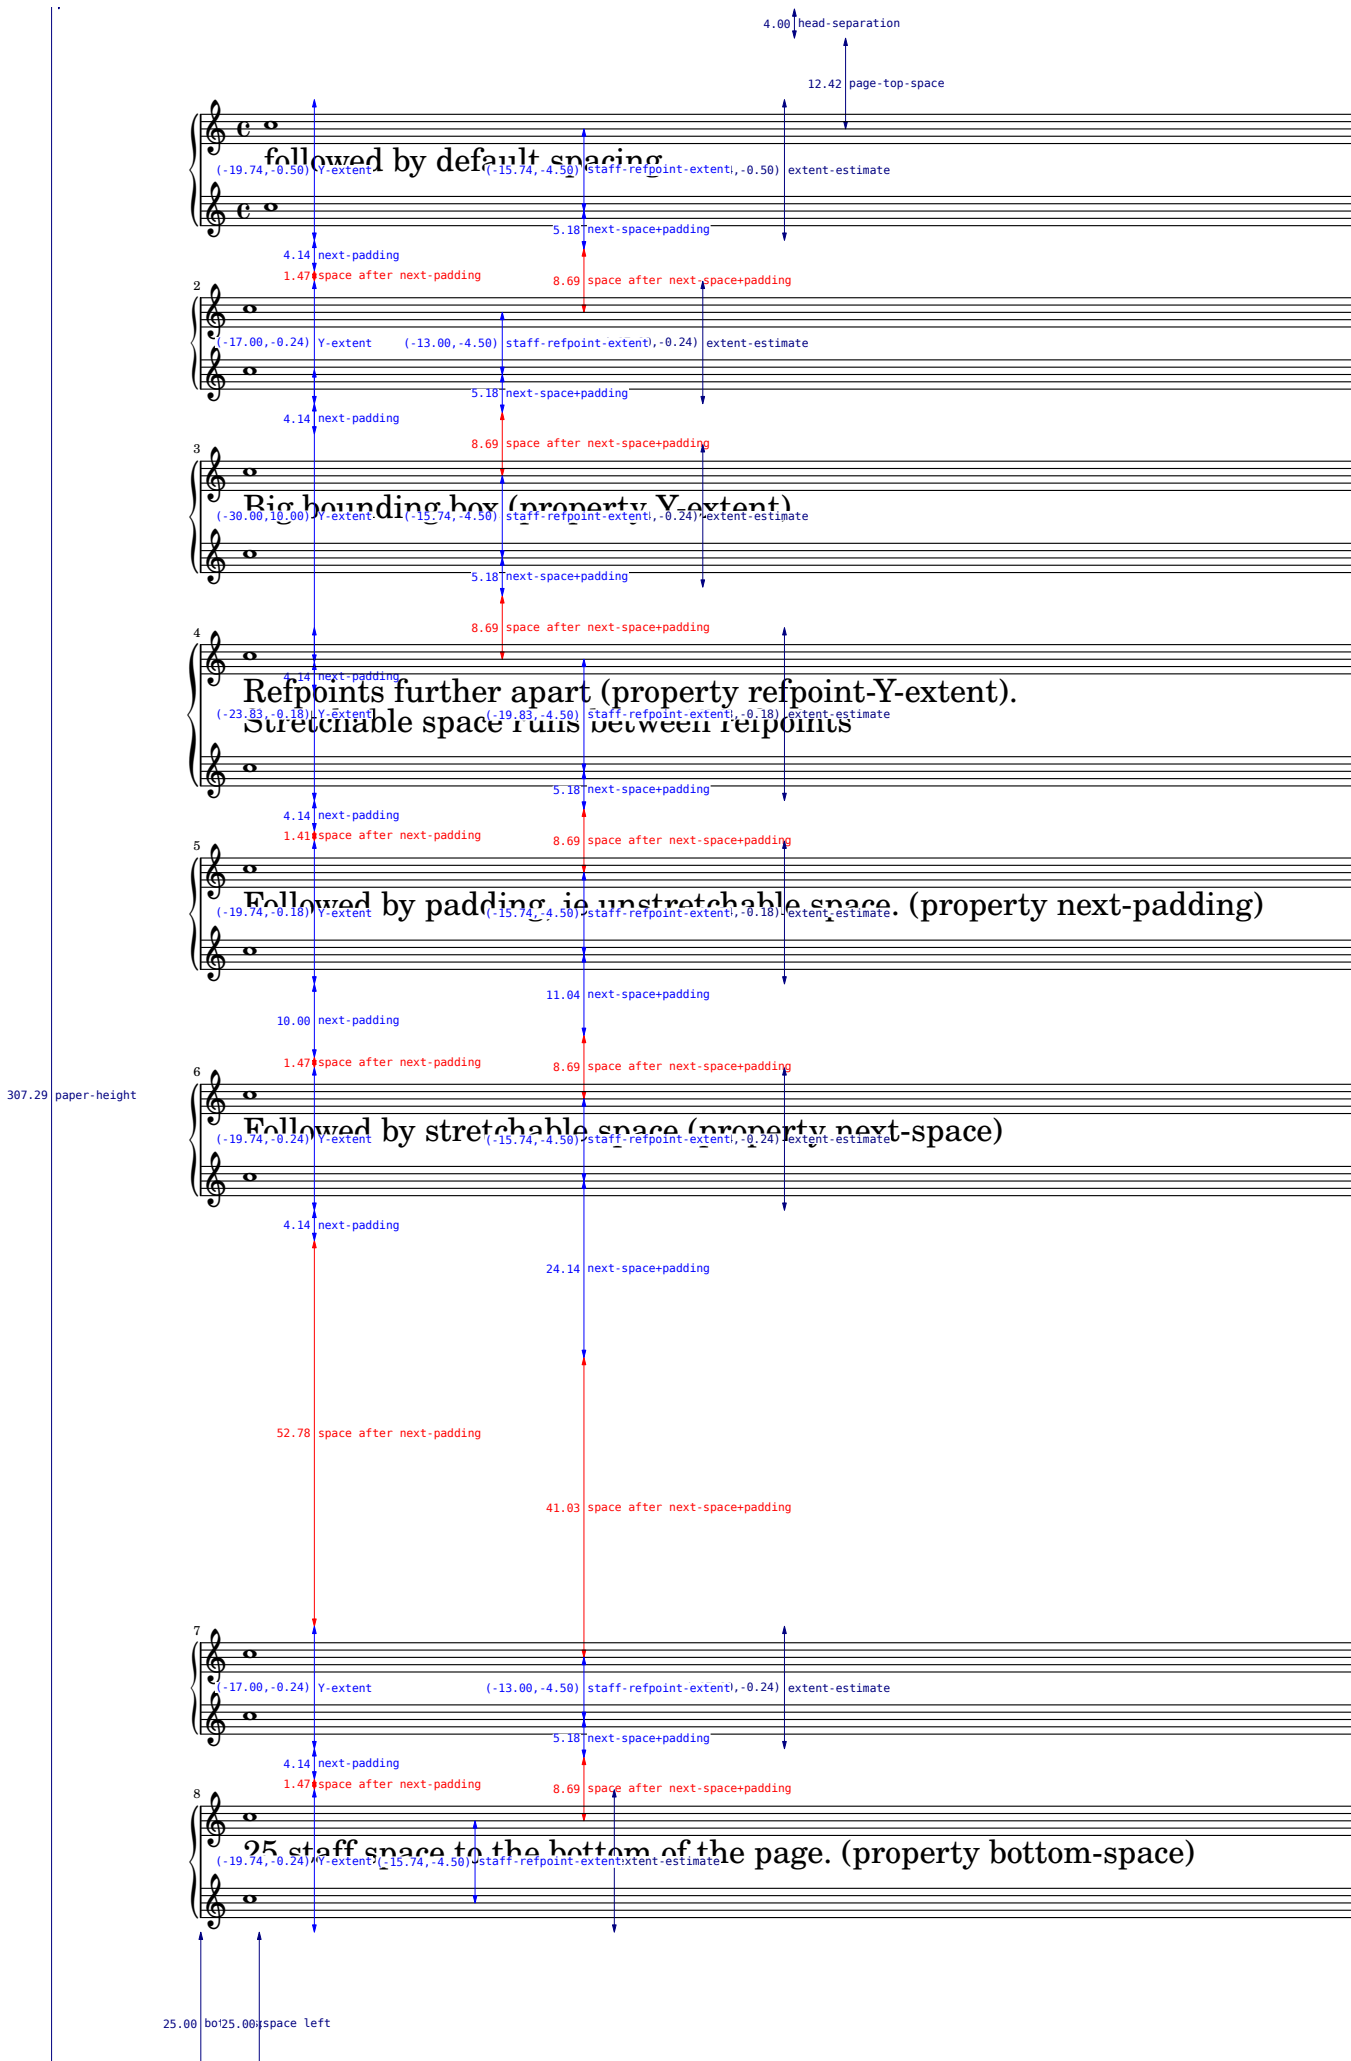 4.00 head-separation
12.42 page-top-space
followed by default spacing
(-19.74,-0.50) Y-extent (-15.74,-4.50) staff-refpoint-extent ,-0.50) extent-estimate
5.18 next-space+padding
4.14 next-padding
1.47 space after next-padding
8.69 space after next-space+padding
2
(-17.00,-0.24) Y-extent (-13.00,-4.50) staff-refpoint-extent ,-0.24) extent-estimate
5.18 next-space+padding
4.14 next-padding
8.69 space after next-space+padding
3
Big bounding box (property Y-extent)
(-30.00,10.00) Y-extent (-15.74,-4.50) staff-refpoint-extent ,-0.24) extent-estimate
5.18 next-space+padding
8.69 space after next-space+padding
4
4.14 next-padding
Refpoints further apart (property refpoint-Y-extent).
(-23.83,-0.18) Y-extent (-19.83,-4.50) staff-refpoint-extent ,-0.18) extent-estimate
Stretchable space runs between refpoints
5.18 next-space+padding
4.14 next-padding
1.41 space after next-padding
8.69 space after next-space+padding
5
Followed by padding, ie unstretchable space. (property next-padding)
(-19.74,-0.18) Y-extent (-15.74,-4.50) staff-refpoint-extent ,-0.18) extent-estimate
11.04 next-space+padding
10.00 next-padding
1.47 space after next-padding
8.69 space after next-space+padding
6
307.29 paper-height
Followed by stretchable space (property next-space)
(-19.74,-0.24) Y-extent (-15.74,-4.50) staff-refpoint-extent ,-0.24) extent-estimate
4.14 next-padding
24.14 next-space+padding
52.78 space after next-padding
41.03 space after next-space+padding
7
(-17.00,-0.24) Y-extent (-13.00,-4.50) staff-refpoint-extent ,-0.24) extent-estimate
5.18 next-space+padding
4.14 next-padding
1.47 space after next-padding
8.69 space after next-space+padding
8
25 staff space to the bottom of the page. (property bottom-space)
(-19.74,-0.24) Y-extent (-15.74,-4.50) staff-refpoint-extent extent-estimate
25.00 25.00 space left